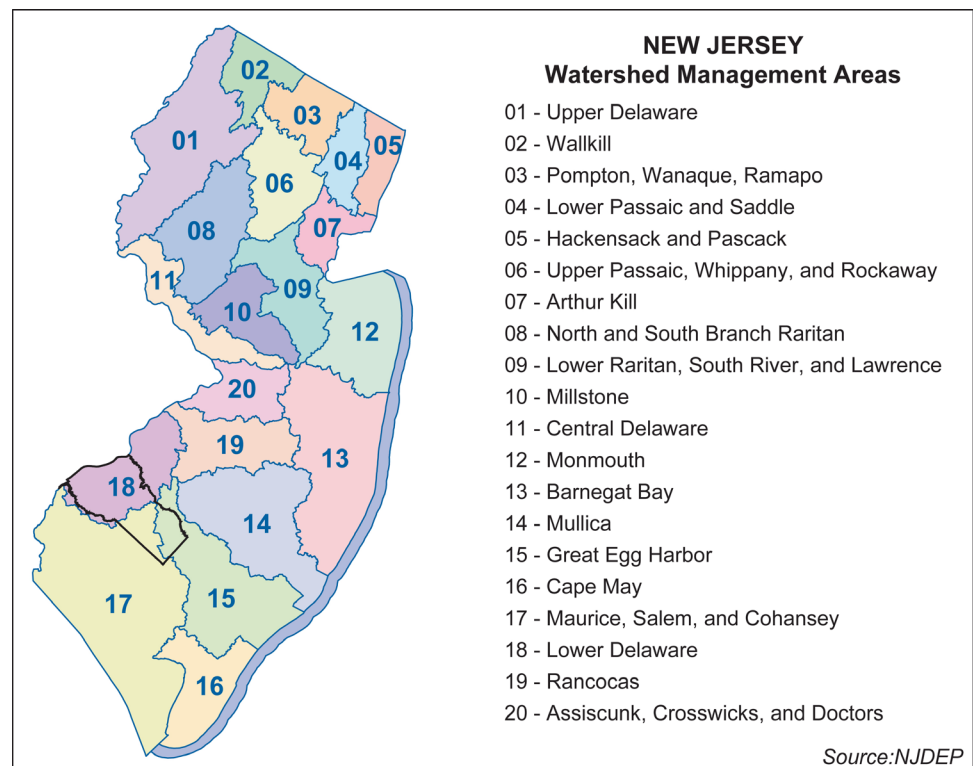 NEW JERSEY
Watershed Management Areas
01 - Upper Delaware
02 - Wallkill
03 - Pompton, Wanaque, Ramapo
04 - Lower Passaic and Saddle
05 - Hackensack and Pascack
06 - Upper Passaic, Whippany, and Rockaway
07 - Arthur Kill
08 - North and South Branch Raritan
09 - Lower Raritan, South River, and Lawrence
10 - Millstone
11 - Central Delaware
12 - Monmouth
13 - Barnegat Bay
14 - Mullica
15 - Great Egg Harbor
16 - Cape May
17 - Maurice, Salem, and Cohansey
18 - Lower Delaware
19 - Rancocas
20 - Assiscunk, Crosswicks, and Doctors
Source:NJDEP
02
03
01
05
04
06
07
08
11
09
10
12
20
19
13
18
14
17
15
16